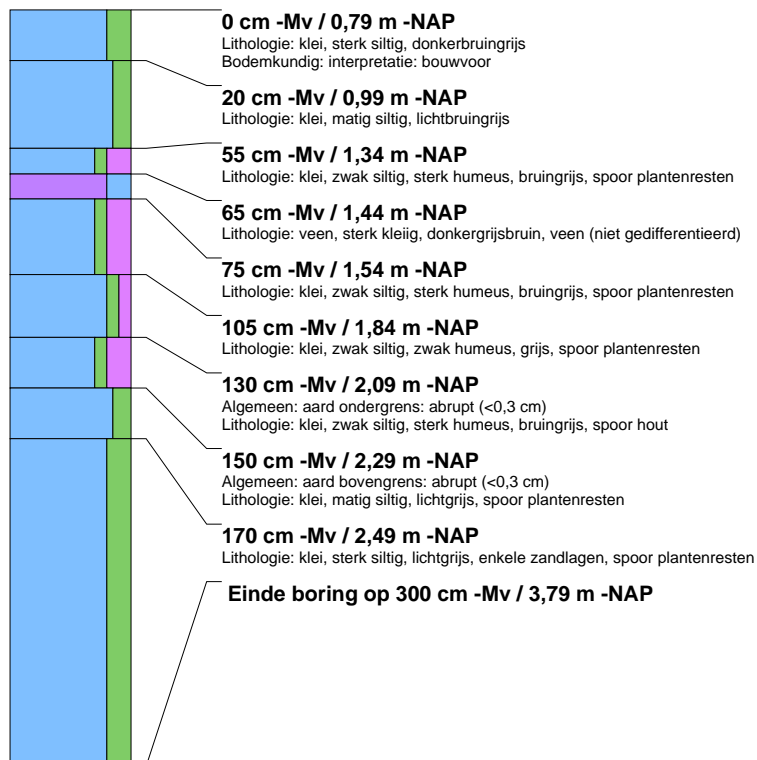 0 cm -Mv / 0,79 m -NAP
Lithologie: klei, sterk siltig, donkerbruingrijs
Bodemkundig: interpretatie: bouwvoor
20 cm -Mv / 0,99 m -NAP
Lithologie: klei, matig siltig, lichtbruingrijs
55 cm -Mv / 1,34 m -NAP
Lithologie: klei, zwak siltig, sterk humeus, bruingrijs, spoor plantenresten
65 cm -Mv / 1,44 m -NAP
Lithologie: veen, sterk kleiig, donkergrijsbruin, veen (niet gedifferentieerd)
75 cm -Mv / 1,54 m -NAP
Lithologie: klei, zwak siltig, sterk humeus, bruingrijs, spoor plantenresten
105 cm -Mv / 1,84 m -NAP
Lithologie: klei, zwak siltig, zwak humeus, grijs, spoor plantenresten
130 cm -Mv / 2,09 m -NAP
Algemeen: aard ondergrens: abrupt (<0,3 cm)
Lithologie: klei, zwak siltig, sterk humeus, bruingrijs, spoor hout
150 cm -Mv / 2,29 m -NAP
Algemeen: aard bovengrens: abrupt (<0,3 cm)
Lithologie: klei, matig siltig, lichtgrijs, spoor plantenresten
170 cm -Mv / 2,49 m -NAP
Lithologie: klei, sterk siltig, lichtgrijs, enkele zandlagen, spoor plantenresten
Einde boring op 300 cm -Mv / 3,79 m -NAP